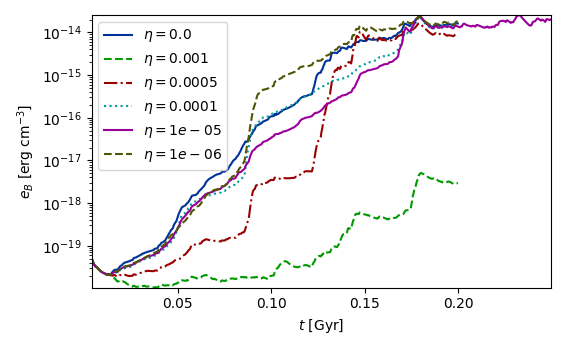 10⁻¹⁴
10⁻¹⁵
10⁻¹⁶
10⁻¹⁷
10⁻¹⁸
10⁻¹⁹
e_B [erg cm⁻³]
η = 0.0
η = 0.001
η = 0.0005
η = 0.0001
η = 1e − 05
η = 1e − 06
0.05 0.10 0.15 0.20
t [Gyr]